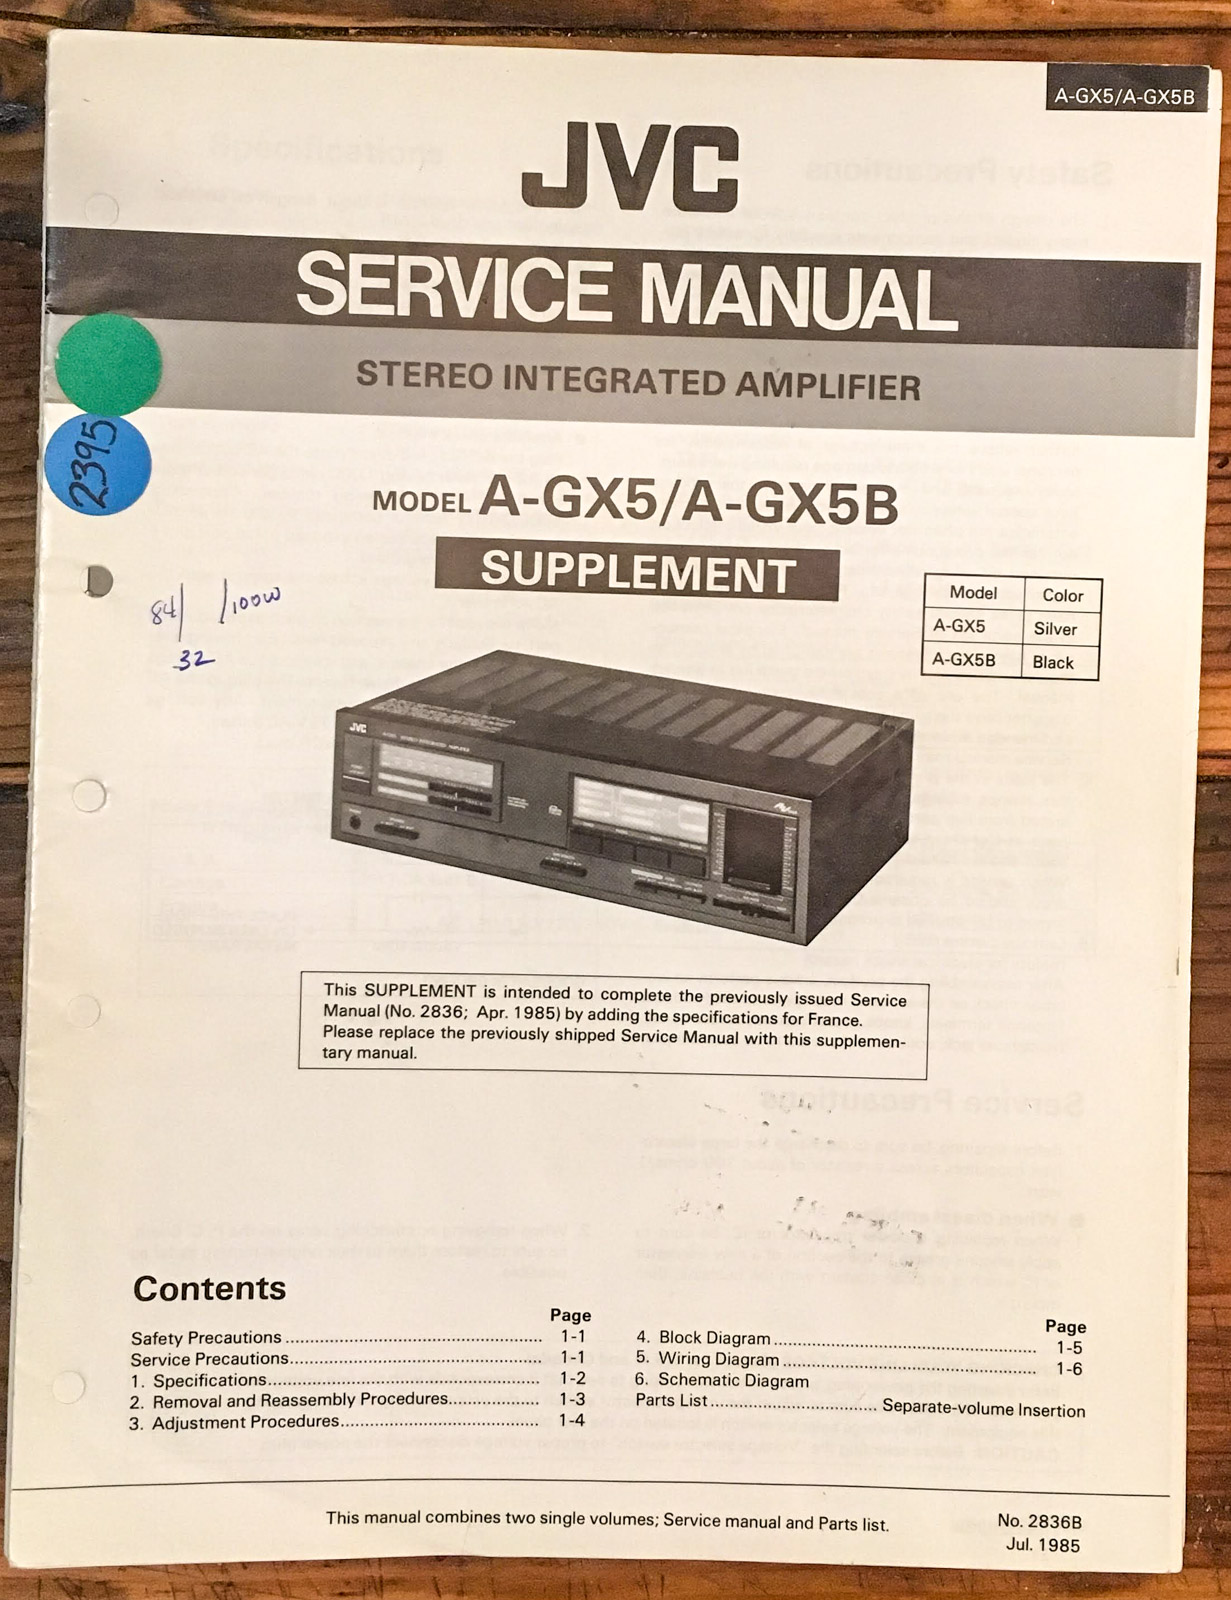 A-GX5/A-GX5B
JVC
SERVICE MANUAL
STEREO INTEGRATED AMPLIFIER
2395
MODEL A-GX5/A-GX5B
SUPPLEMENT
84/ /100W
32
Model Color
A-GX5 Silver
A-GX5B Black
JVC
STEREO INTEGRATED AMPLIFIER
This SUPPLEMENT is intended to complete the previously issued Service
Manual (No. 2836; Apr. 1985) by adding the specifications for France.
Please replace the previously shipped Service Manual with this supplemen-
tary manual.
Contents
Page
Safety Precautions ........ 1-1
Service Precautions........ 1-1
1. Specifications........ 1-2
2. Removal and Reassembly Procedures........ 1-3
3. Adjustment Procedures........ 1-4
Page
4. Block Diagram ........ 1-5
5. Wiring Diagram ........ 1-6
6. Schematic Diagram
Parts List ........ Separate-volume Insertion
This manual combines two single volumes; Service manual and Parts list.
No. 2836B
Jul. 1985